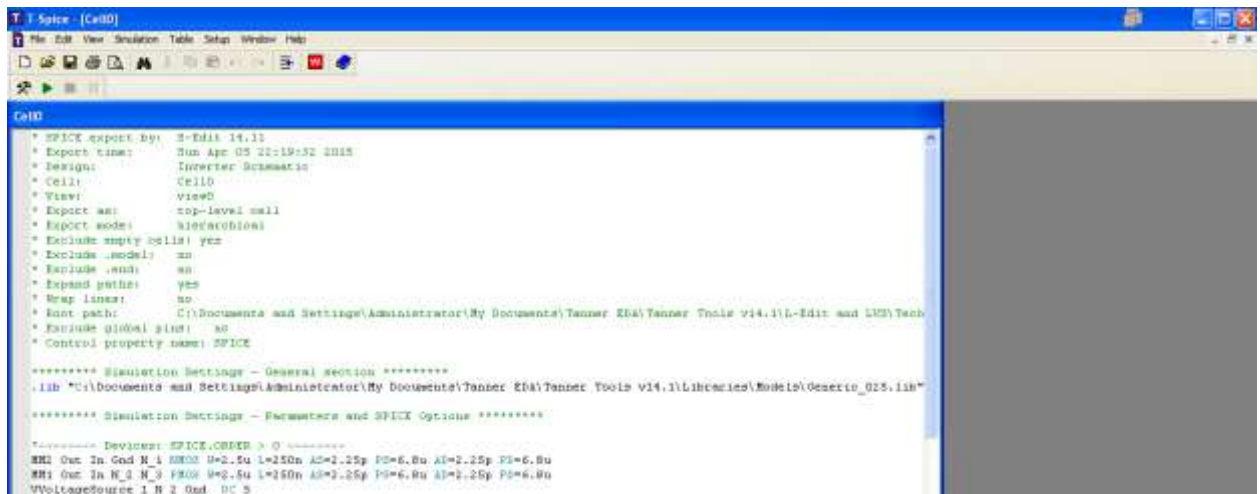 T-Spice - [Cell0]
File Edit View Simulation Table Setup Window Help
Cell0
* SPICE export by: S-Edit 14.11
* Export time: Sun Apr 05 22:19:32 2015
* Design: Inverter Schematic
* Cell: Cell0
* View: view0
* Export as: top-level cell
* Export mode: hierarchical
* Exclude empty cells: yes
* Exclude .model: no
* Exclude .end: no
* Expand paths: yes
* Wrap lines: no
* Root path: C:\Documents and Settings\Administrator\My Documents\Tanner EDA\Tanner Tools v14.1\L-Edit and LVS\Tech
* Exclude global pins: no
* Control property name: SPICE
********* Simulation Settings - General section *********
.lib "C:\Documents and Settings\Administrator\My Documents\Tanner EDA\Tanner Tools v14.1\Libraries\Models\Generic_025.lib"
********* Simulation Settings - Parameters and SPICE Options *********
*-------- Devices: SPICE.ORDER > 0 --------
MM2 Out In Gnd N_1 NMOS W=2.5u L=250n AS=2.25p PS=6.8u AD=2.25p PD=6.8u
MM1 Out In N_2 N_3 PMOS W=2.5u L=250n AS=2.25p PS=6.8u AD=2.25p PD=6.8u
VVoltageSource_1 N_2 Gnd DC 5